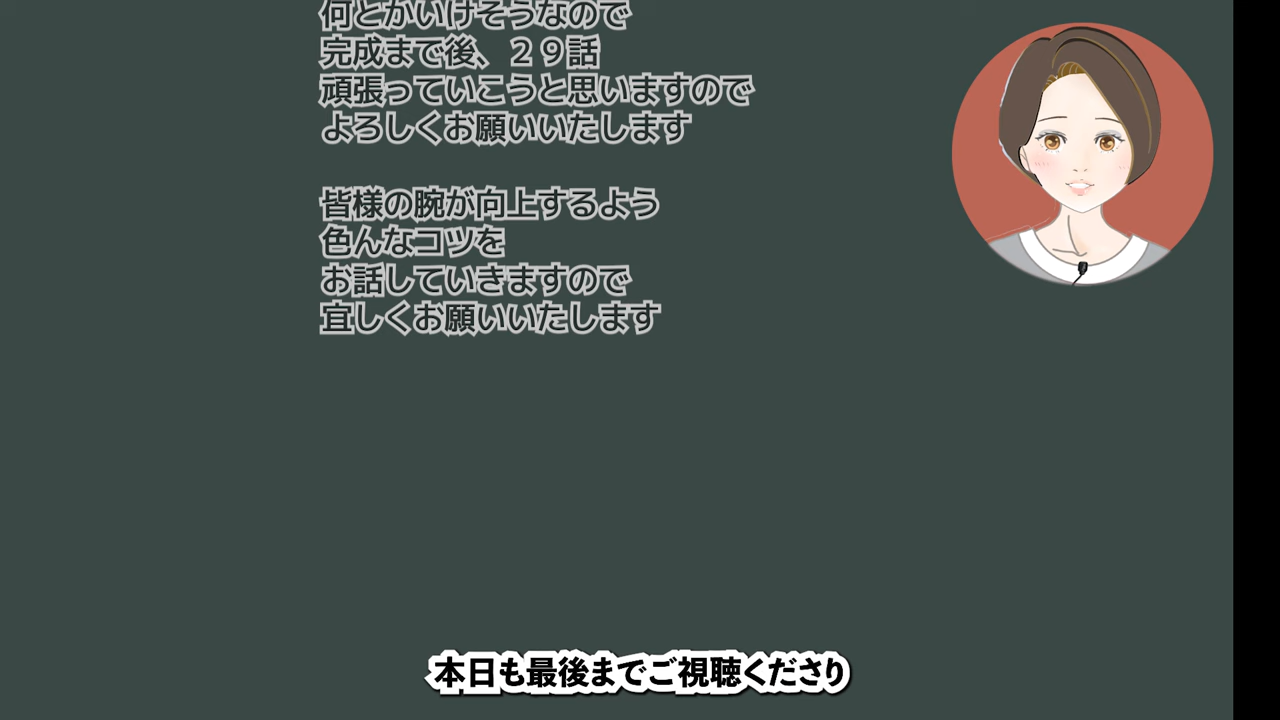 何とかいけそうなので
完成まで後、２９話
頑張っていこうと思いますので
よろしくお願いいたします
皆様の腕が向上するよう
色んなコツを
お話していきますので
宜しくお願いいたします
本日も最後までご視聴くださり